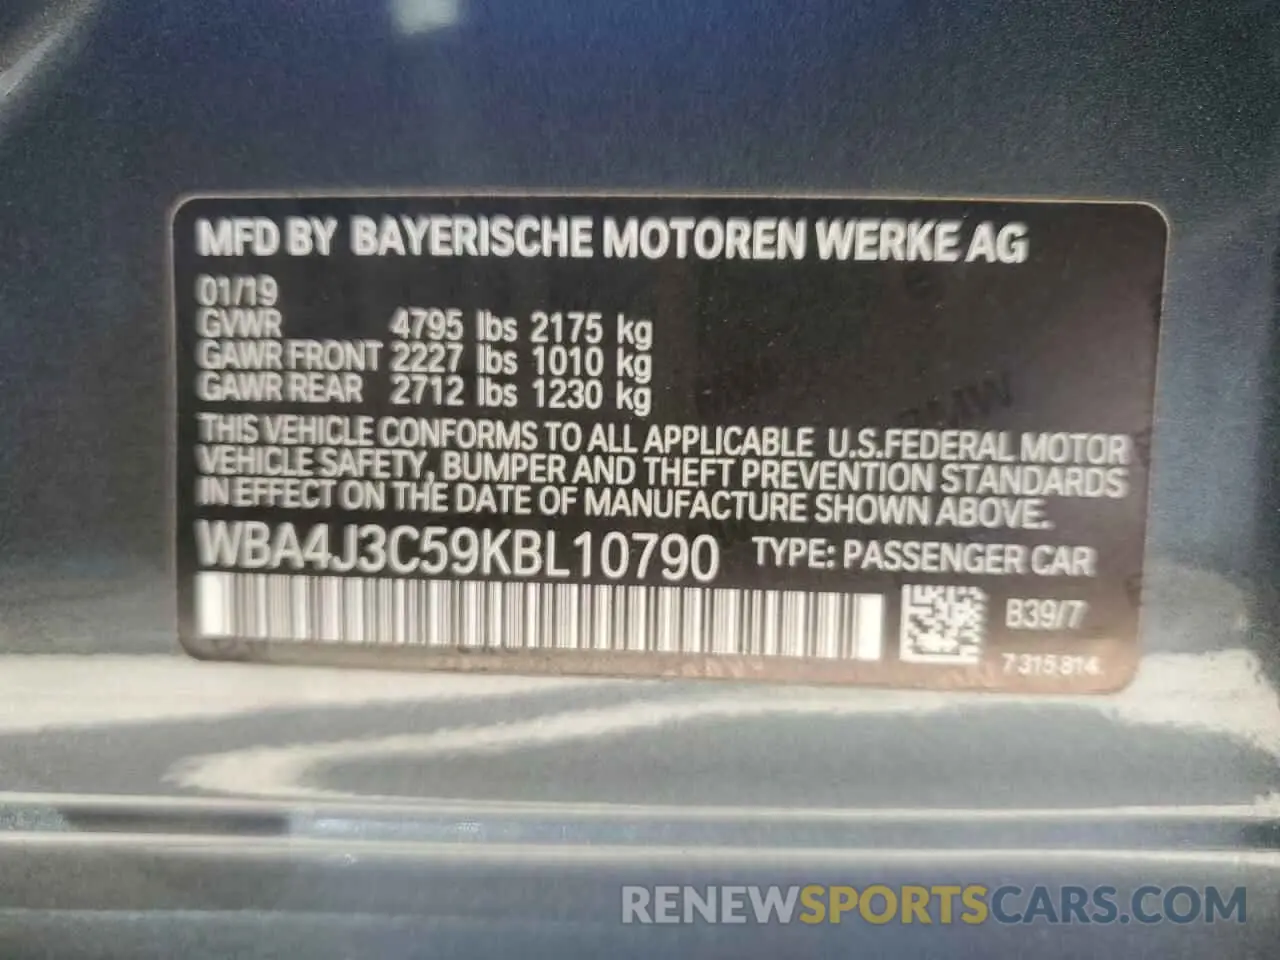 MFD BY BAYERISCHE MOTOREN WERKE AG
01/19
GVWR 4795 lbs 2175 kg
GAWR FRONT 2227 lbs 1010 kg
GAWR REAR 2712 lbs 1230 kg
THIS VEHICLE CONFORMS TO ALL APPLICABLE U.S.FEDERAL MOTOR
VEHICLE SAFETY, BUMPER AND THEFT PREVENTION STANDARDS
IN EFFECT ON THE DATE OF MANUFACTURE SHOWN ABOVE.
WBA4J3C59KBL10790 TYPE: PASSENGER CAR
B39/7
7 315 814
RENEWSPORTSCARS.COM